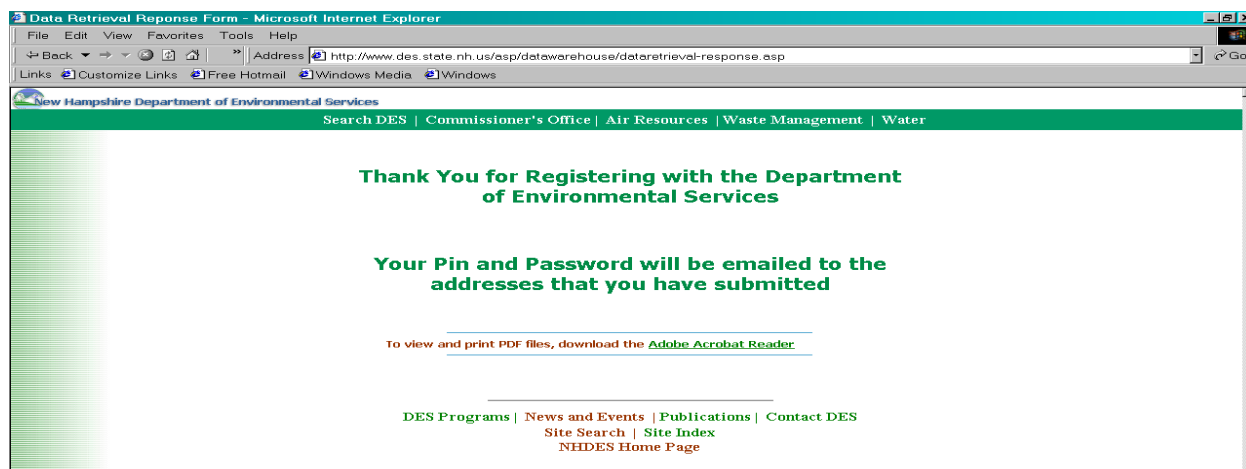 Data Retrieval Reponse Form - Microsoft Internet Explorer
File Edit View Favorites Tools Help
Back » Address http://www.des.state.nh.us/asp/datawarehouse/dataretrieval-response.asp Go
Links Customize Links Free Hotmail Windows Media Windows
New Hampshire Department of Environmental Services
Search DES | Commissioner's Office | Air Resources | Waste Management | Water
Thank You for Registering with the Department
of Environmental Services
Your Pin and Password will be emailed to the
addresses that you have submitted
To view and print PDF files, download the Adobe Acrobat Reader
DES Programs | News and Events | Publications | Contact DES
Site Search | Site Index
NHDES Home Page